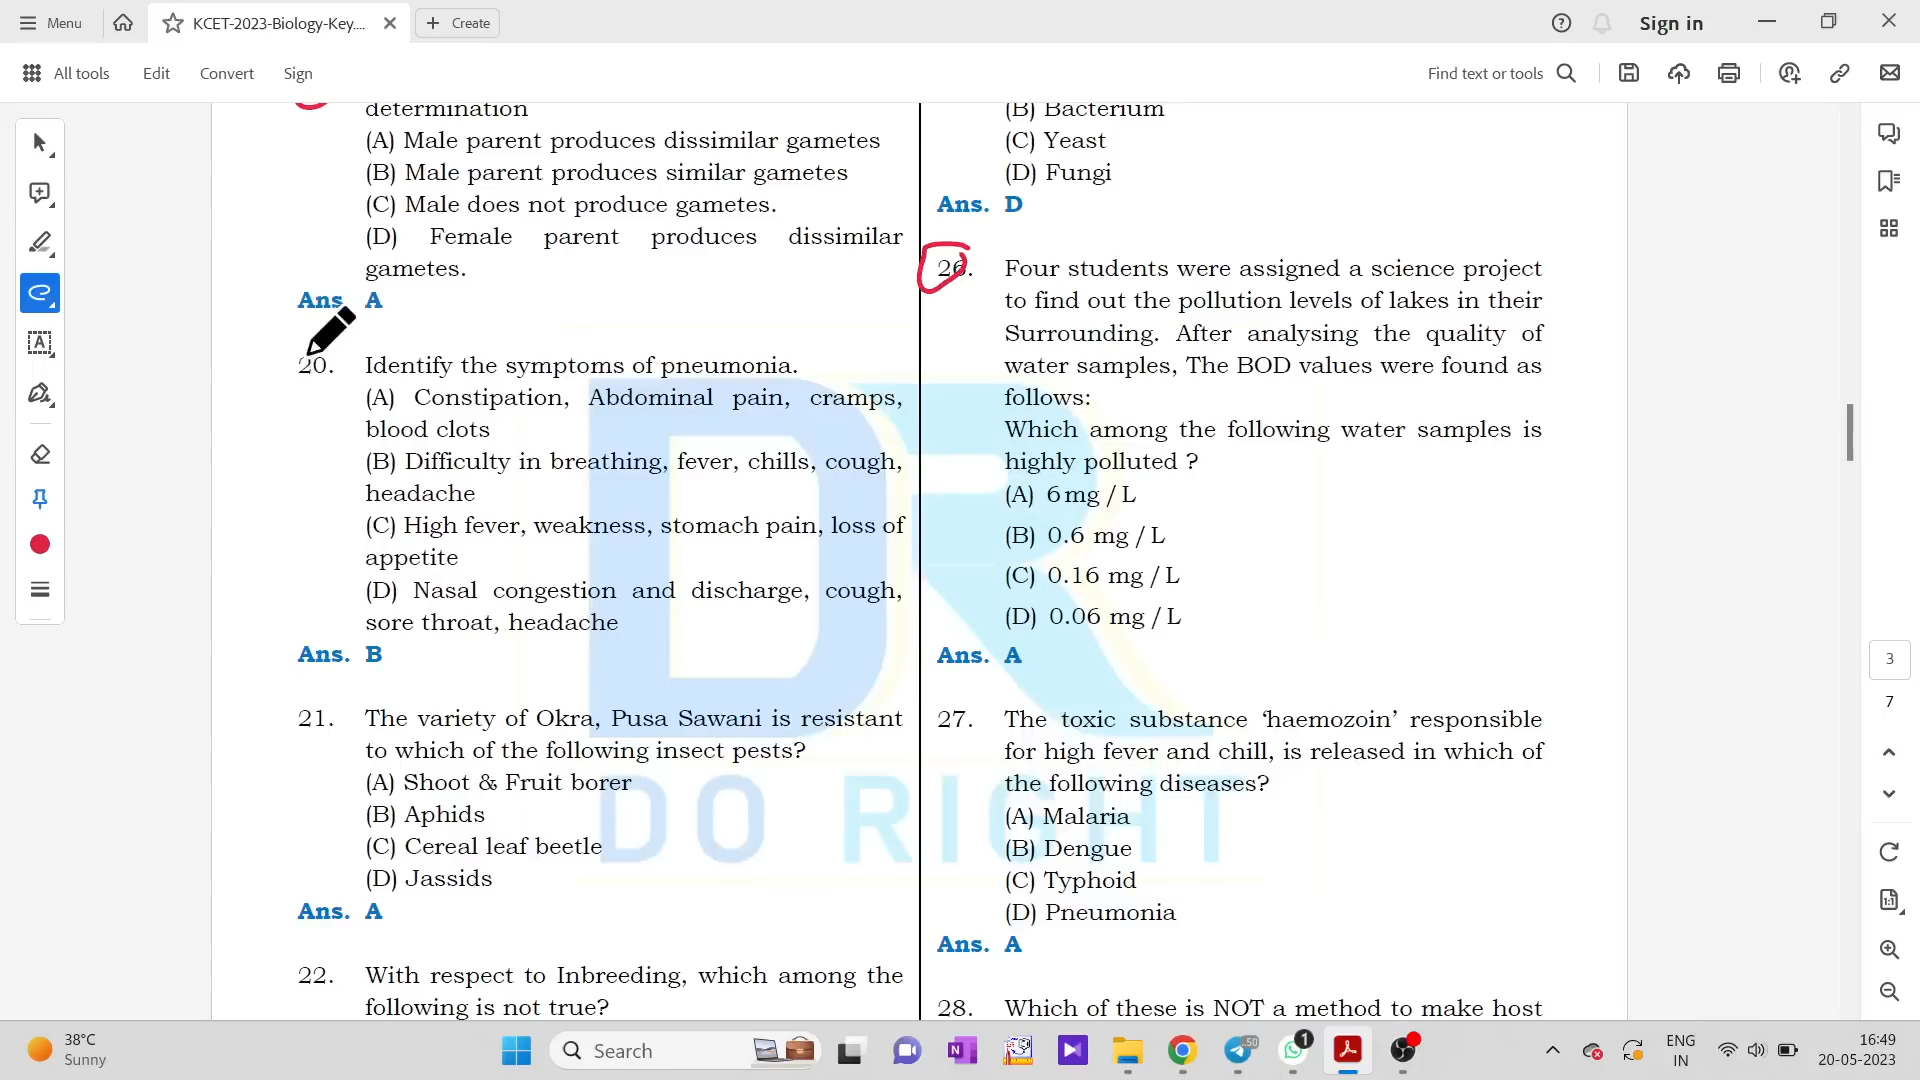 Menu
KCET-2023-Biology-Key....
Create
Sign in
All tools
Edit
Convert
Sign
Find text or tools
determination
(A) Male parent produces dissimilar gametes
(B) Male parent produces similar gametes
(C) Male does not produce gametes.
(D) Female parent produces dissimilar
gametes.
Ans. A
20. Identify the symptoms of pneumonia.
(A) Constipation, Abdominal pain, cramps,
blood clots
(B) Difficulty in breathing, fever, chills, cough,
headache
(C) High fever, weakness, stomach pain, loss of
appetite
(D) Nasal congestion and discharge, cough,
sore throat, headache
Ans. B
21. The variety of Okra, Pusa Sawani is resistant
to which of the following insect pests?
(A) Shoot & Fruit borer
(B) Aphids
(C) Cereal leaf beetle
(D) Jassids
Ans. A
22. With respect to Inbreeding, which among the
following is not true?
(B) Bacterium
(C) Yeast
(D) Fungi
Ans. D
26. Four students were assigned a science project
to find out the pollution levels of lakes in their
Surrounding. After analysing the quality of
water samples, The BOD values were found as
follows:
Which among the following water samples is
highly polluted ?
(A) 6 mg / L
(B) 0.6 mg / L
(C) 0.16 mg / L
(D) 0.06 mg / L
Ans. A
27. The toxic substance ‘haemozoin’ responsible
for high fever and chill, is released in which of
the following diseases?
(A) Malaria
(B) Dengue
(C) Typhoid
(D) Pneumonia
Ans. A
28. Which of these is NOT a method to make host
DR
DO RIGHT
3
7
38°C
Sunny
Search
50
1
ENG
IN
16:49
20-05-2023